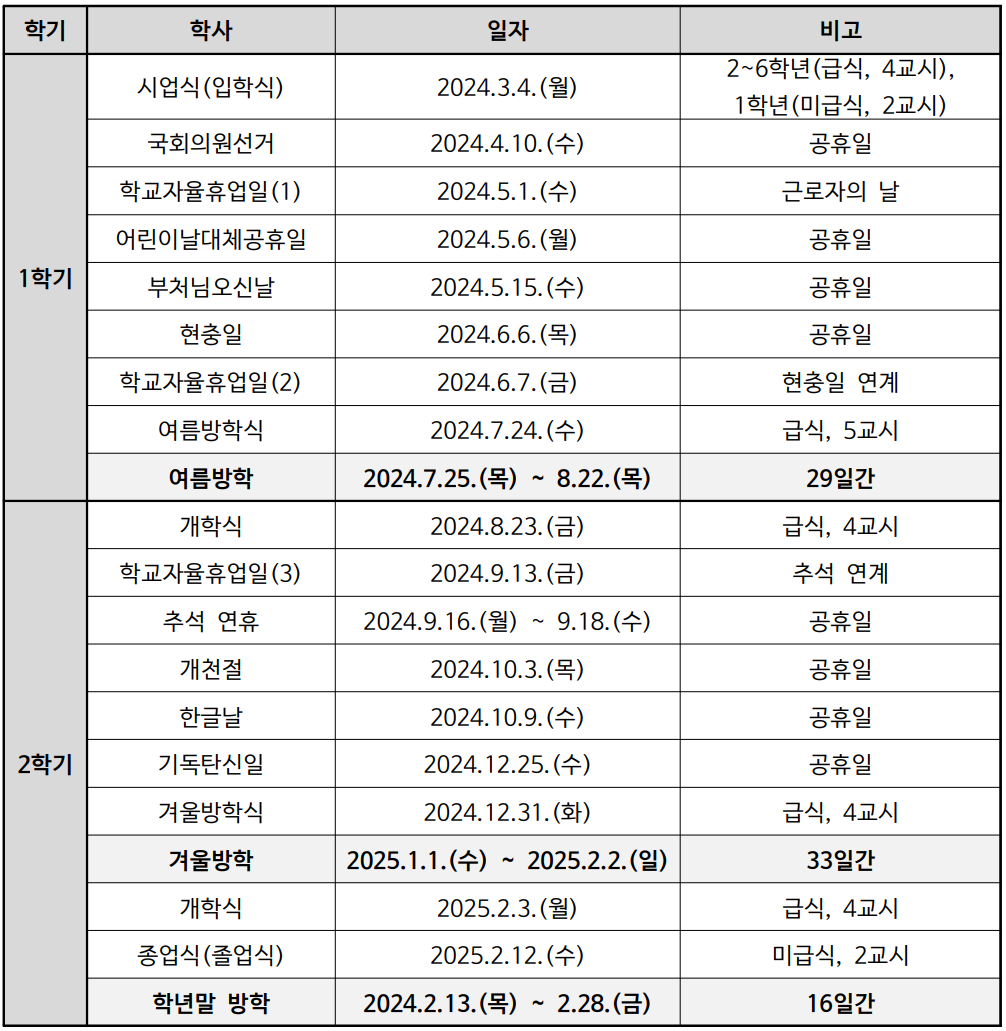 학기 학사 일자 비고
1학기
시업식(입학식) 2024.3.4.(월) 2~6학년(급식, 4교시),
1학년(미급식, 2교시)
국회의원선거 2024.4.10.(수) 공휴일
학교자율휴업일(1) 2024.5.1.(수) 근로자의 날
어린이날대체공휴일 2024.5.6.(월) 공휴일
부처님오신날 2024.5.15.(수) 공휴일
현충일 2024.6.6.(목) 공휴일
학교자율휴업일(2) 2024.6.7.(금) 현충일 연계
여름방학식 2024.7.24.(수) 급식, 5교시
여름방학 2024.7.25.(목) ~ 8.22.(목) 29일간
2학기
개학식 2024.8.23.(금) 급식, 4교시
학교자율휴업일(3) 2024.9.13.(금) 추석 연계
추석 연휴 2024.9.16.(월) ~ 9.18.(수) 공휴일
개천절 2024.10.3.(목) 공휴일
한글날 2024.10.9.(수) 공휴일
기독탄신일 2024.12.25.(수) 공휴일
겨울방학식 2024.12.31.(화) 급식, 4교시
겨울방학 2025.1.1.(수) ~ 2025.2.2.(일) 33일간
개학식 2025.2.3.(월) 급식, 4교시
종업식(졸업식) 2025.2.12.(수) 미급식, 2교시
학년말 방학 2024.2.13.(목) ~ 2.28.(금) 16일간